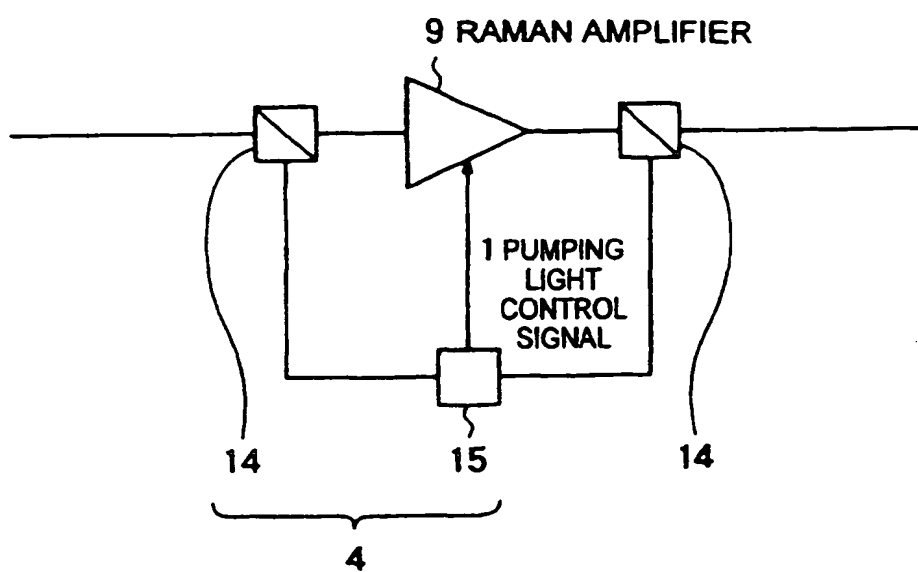 9 RAMAN AMPLIFIER
1 PUMPING
LIGHT
CONTROL
SIGNAL
14
15
14
4